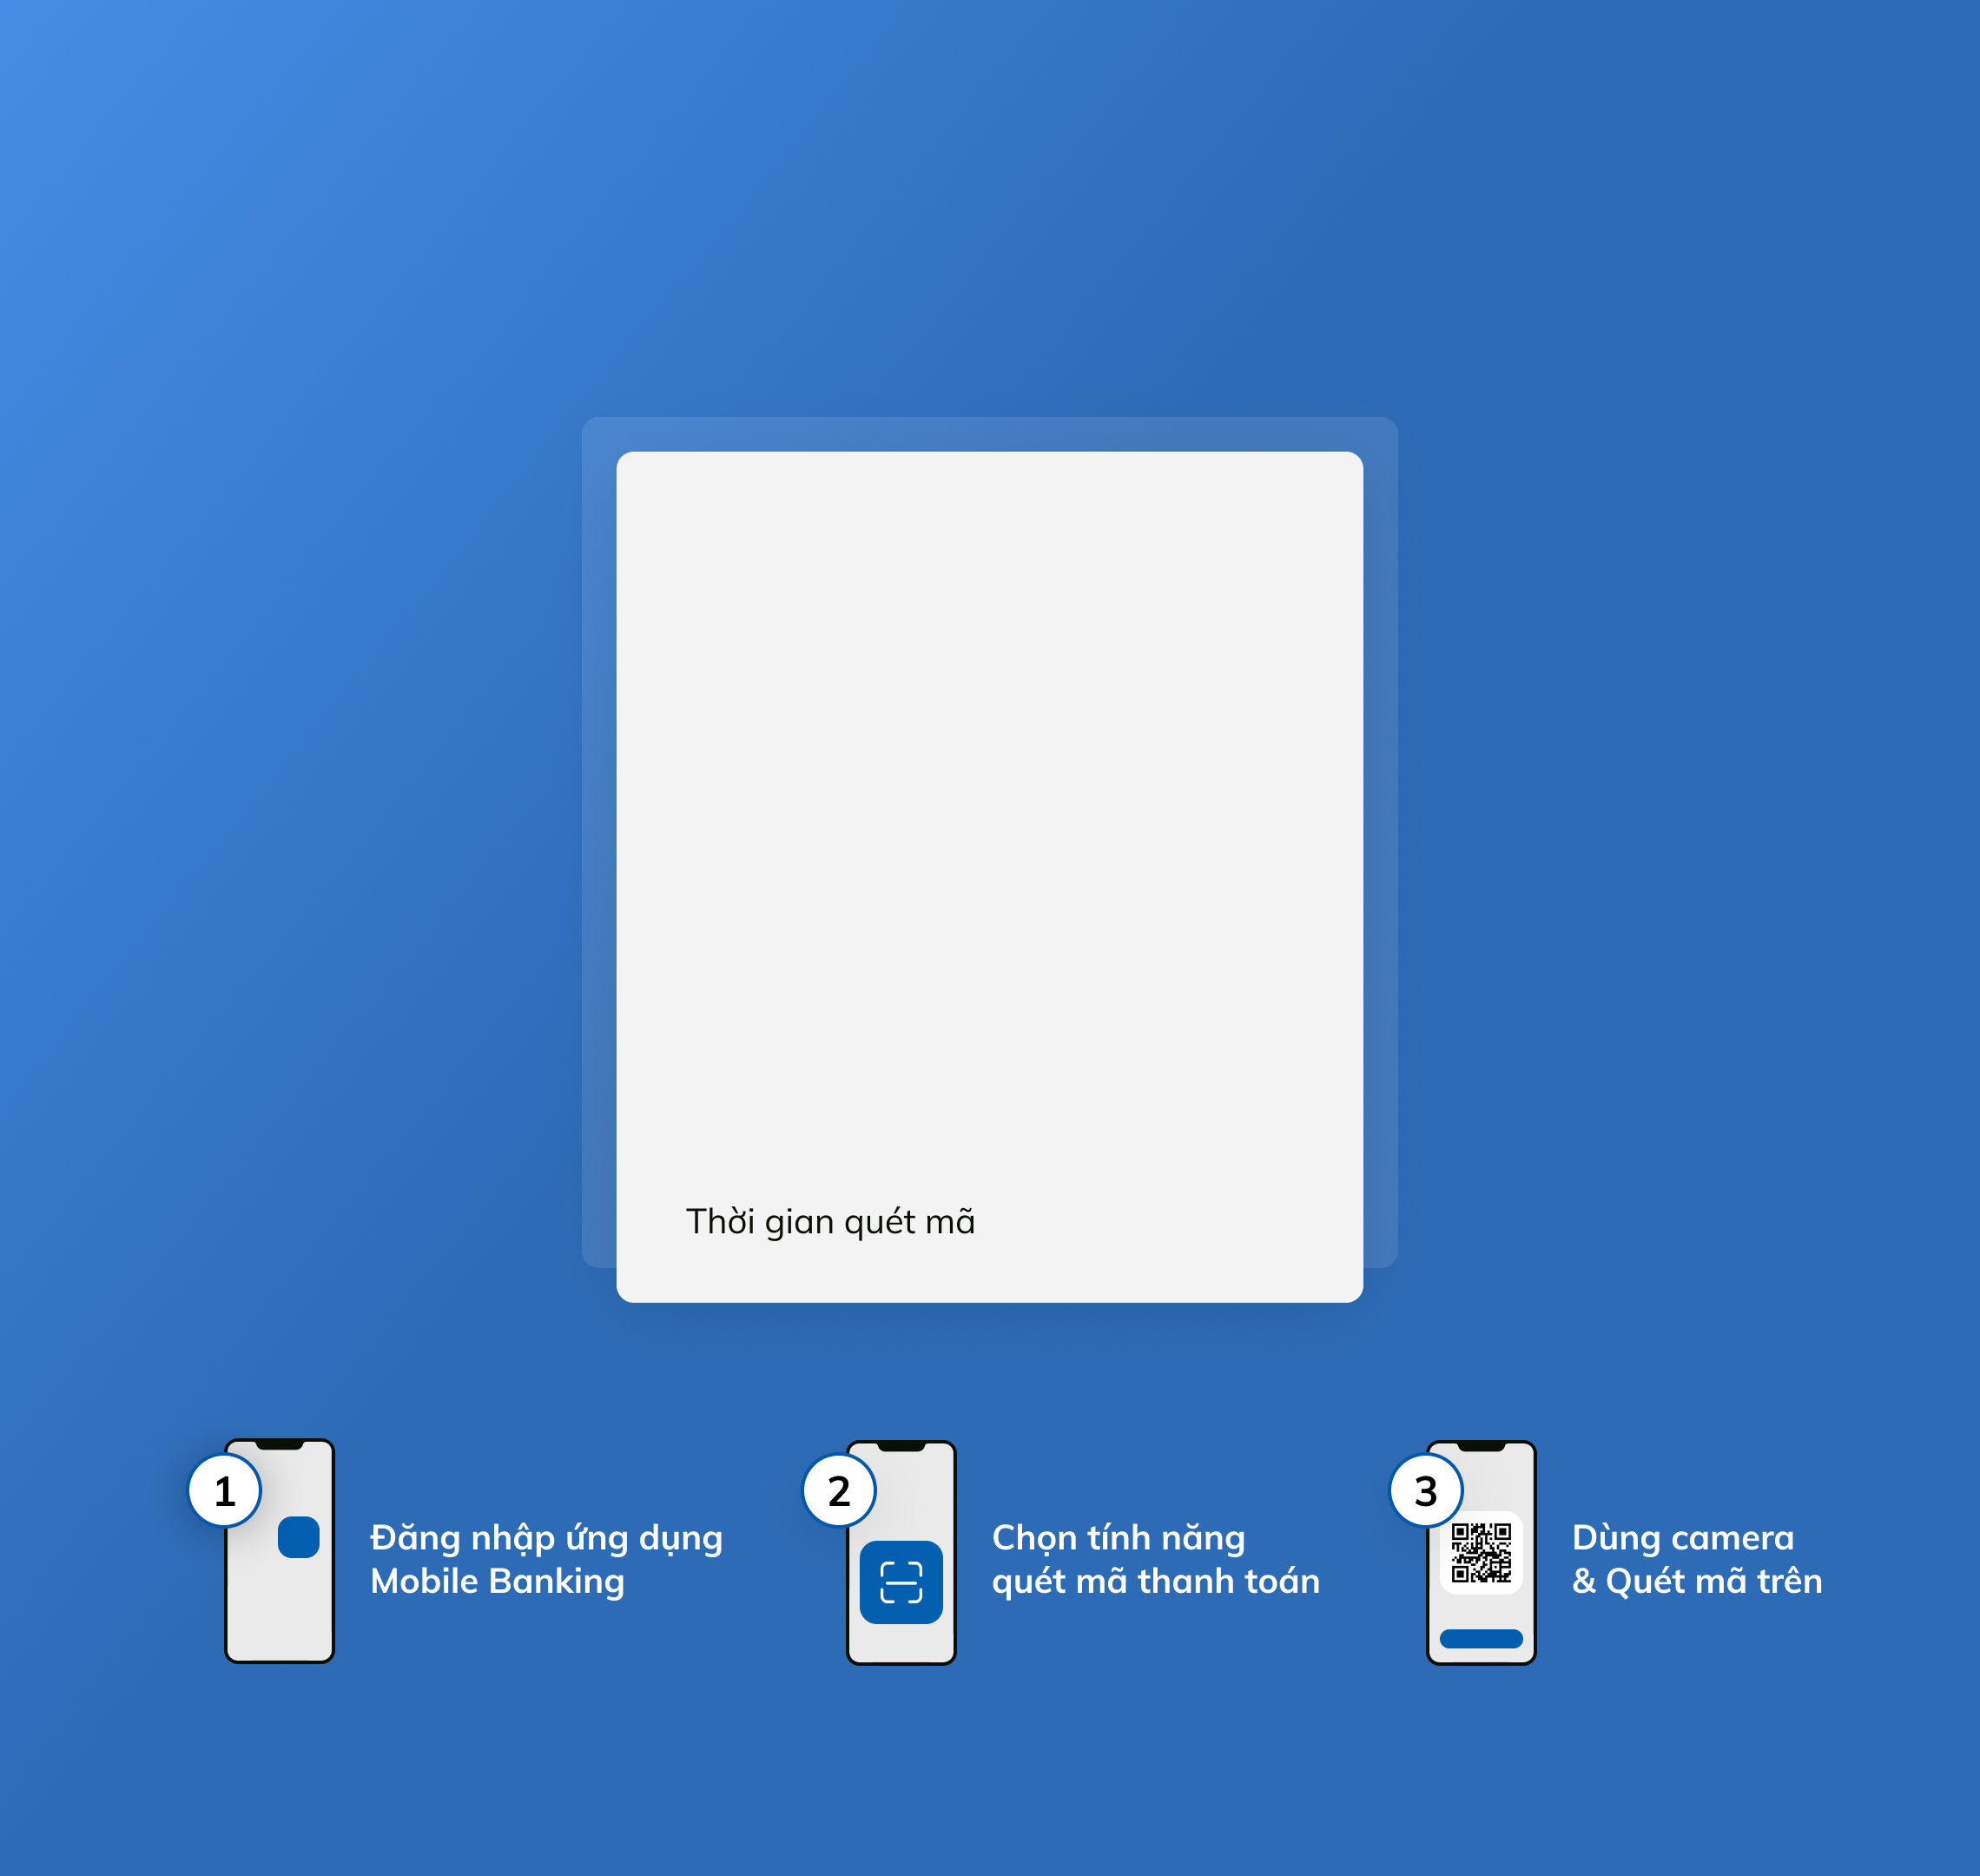 Thời gian quét mã
1
Đăng nhập ứng dụng
Mobile Banking
2
Chọn tính năng
quét mã thanh toán
3
Dùng camera
& Quét mã trên